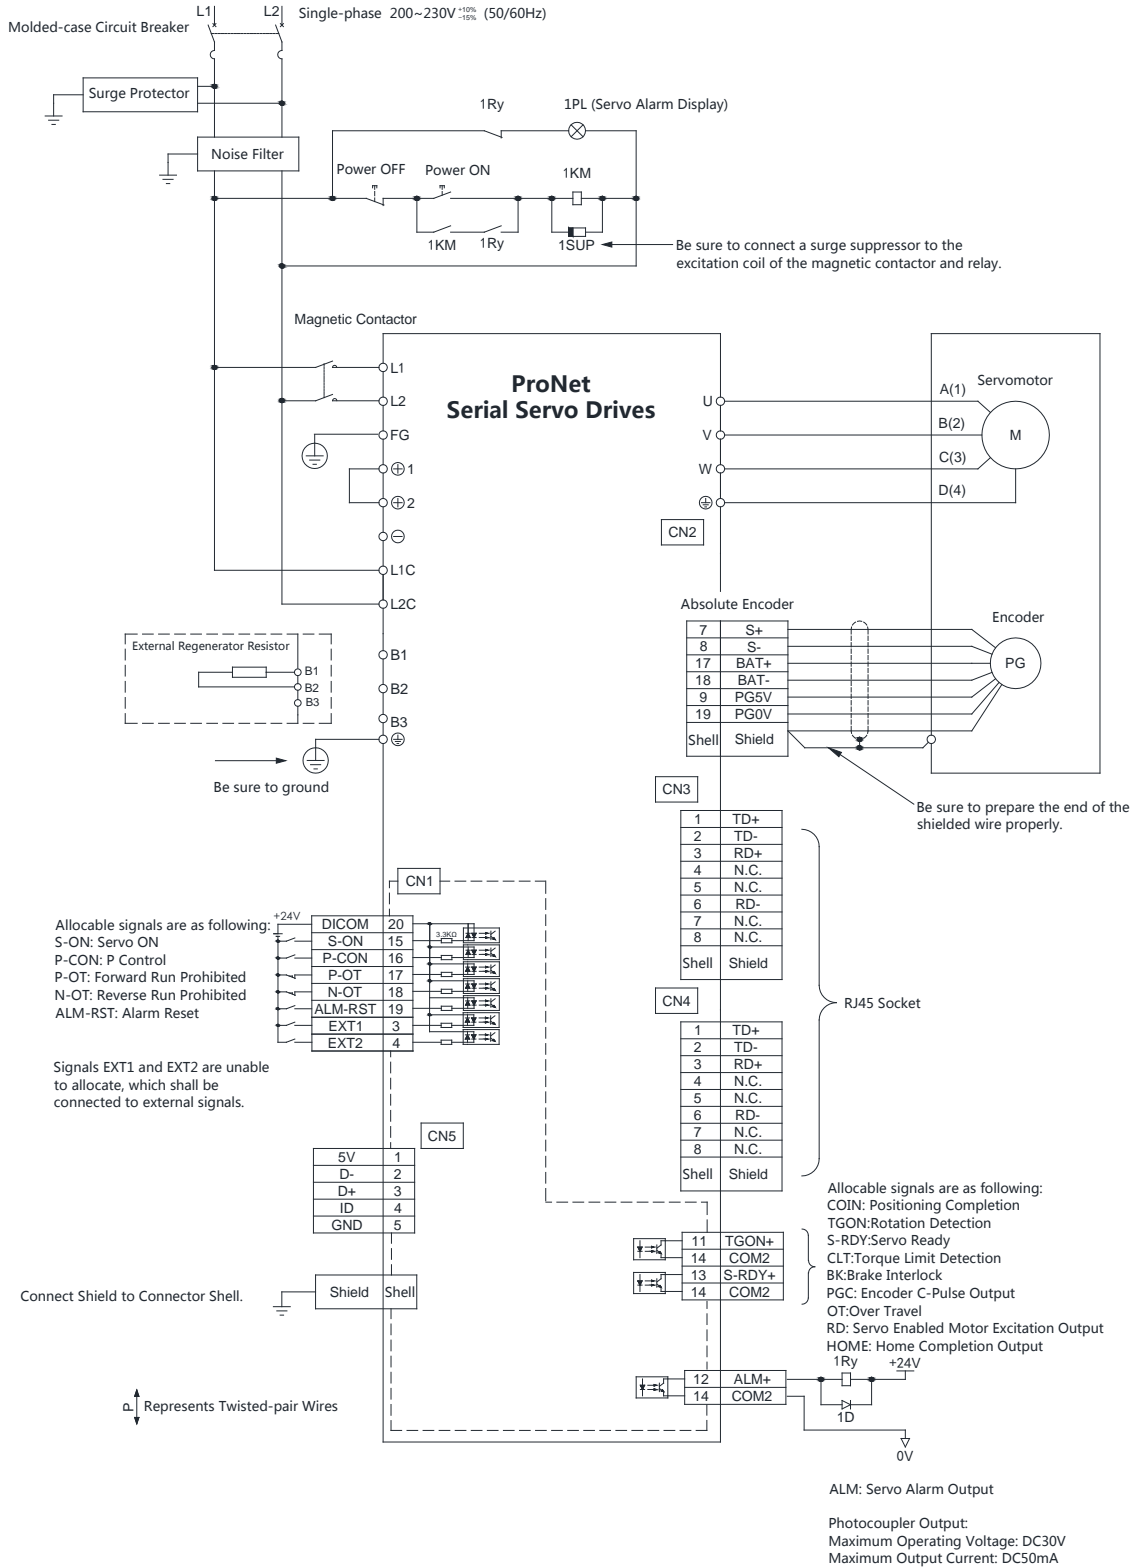 L1
L2
Single-phase 200~230V +10% -15% (50/60Hz)
Molded-case Circuit Breaker
Surge Protector
Noise Filter
1Ry
1PL (Servo Alarm Display)
Power OFF
Power ON
1KM
1KM
1Ry
1SUP
Be sure to connect a surge suppressor to the
excitation coil of the magnetic contactor and relay.
Magnetic Contactor
ProNet
Serial Servo Drives
L1
L2
FG
1
2
L1C
L2C
B1
B2
B3
U
V
W
CN2
A(1)
B(2)
C(3)
D(4)
Servomotor
M
External Regenerator Resistor
B1
B2
B3
Be sure to ground
Absolute Encoder
7 S+
8 S-
17 BAT+
18 BAT-
9 PG5V
19 PG0V
Shell Shield
Encoder
PG
Be sure to prepare the end of the
shielded wire properly.
CN3
1 TD+
2 TD-
3 RD+
4 N.C.
5 N.C.
6 RD-
7 N.C.
8 N.C.
Shell Shield
CN4
1 TD+
2 TD-
3 RD+
4 N.C.
5 N.C.
6 RD-
7 N.C.
8 N.C.
Shell Shield
RJ45 Socket
CN1
Allocable signals are as following:
S-ON: Servo ON
P-CON: P Control
P-OT: Forward Run Prohibited
N-OT: Reverse Run Prohibited
ALM-RST: Alarm Reset
+24V
DICOM 20
S-ON 15
P-CON 16
P-OT 17
N-OT 18
ALM-RST 19
EXT1 3
EXT2 4
3.3KΩ
Signals EXT1 and EXT2 are unable
to allocate, which shall be
connected to external signals.
CN5
5V 1
D- 2
D+ 3
ID 4
GND 5
Shield Shell
Connect Shield to Connector Shell.
P
Represents Twisted-pair Wires
11 TGON+
14 COM2
13 S-RDY+
14 COM2
Allocable signals are as following:
COIN: Positioning Completion
TGON:Rotation Detection
S-RDY:Servo Ready
CLT:Torque Limit Detection
BK:Brake Interlock
PGC: Encoder C-Pulse Output
OT:Over Travel
RD: Servo Enabled Motor Excitation Output
HOME: Home Completion Output
12 ALM+
14 COM2
1Ry
+24V
1D
0V
ALM: Servo Alarm Output
Photocoupler Output:
Maximum Operating Voltage: DC30V
Maximum Output Current: DC50mA